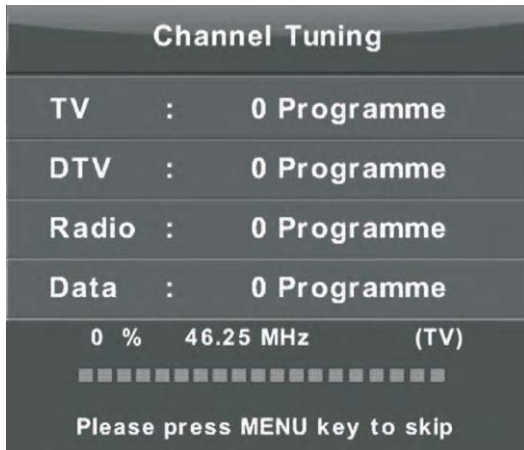 Channel Tuning
TV : 0 Programme
DTV : 0 Programme
Radio : 0 Programme
Data : 0 Programme
0 % 46.25 MHz (TV)
Please press MENU key to skip